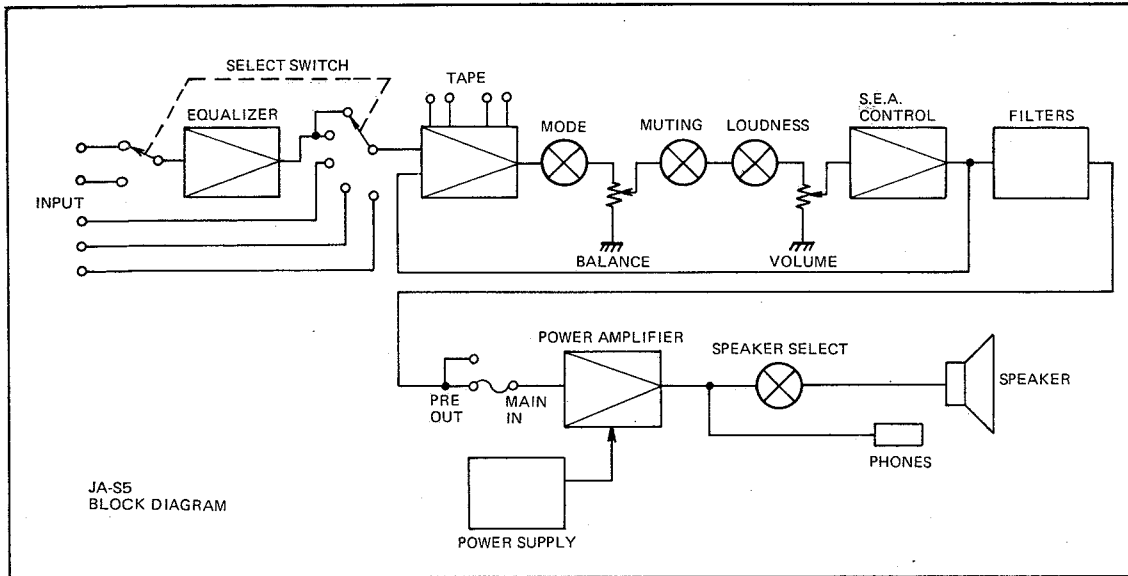 SELECT SWITCH
EQUALIZER
TAPE
MODE
MUTING
LOUDNESS
S.E.A.
CONTROL
FILTERS
INPUT
BALANCE
VOLUME
POWER AMPLIFIER
SPEAKER SELECT
SPEAKER
PRE
OUT
MAIN
IN
PHONES
JA-S5
BLOCK DIAGRAM
POWER SUPPLY